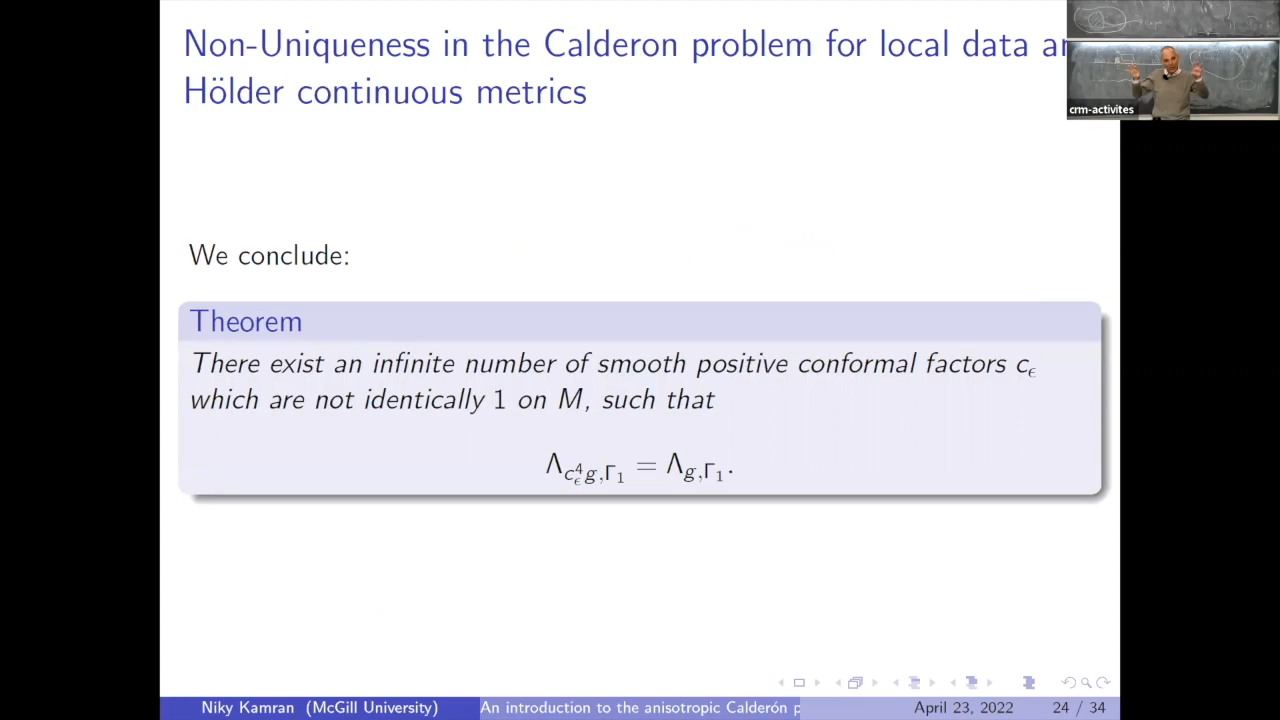 Non-Uniqueness in the Calderon problem for local data
Hölder continuous metrics
crm-activites
We conclude:
Theorem
There exist an infinite number of smooth positive conformal factors cϵ
which are not identically 1 on M, such that
Λ_{c_ϵ^4 g,Γ_1} = Λ_{g,Γ_1}.
Niky Kamran (McGill University) An introduction to the anisotropic Calderón p April 23, 2022 24 / 34